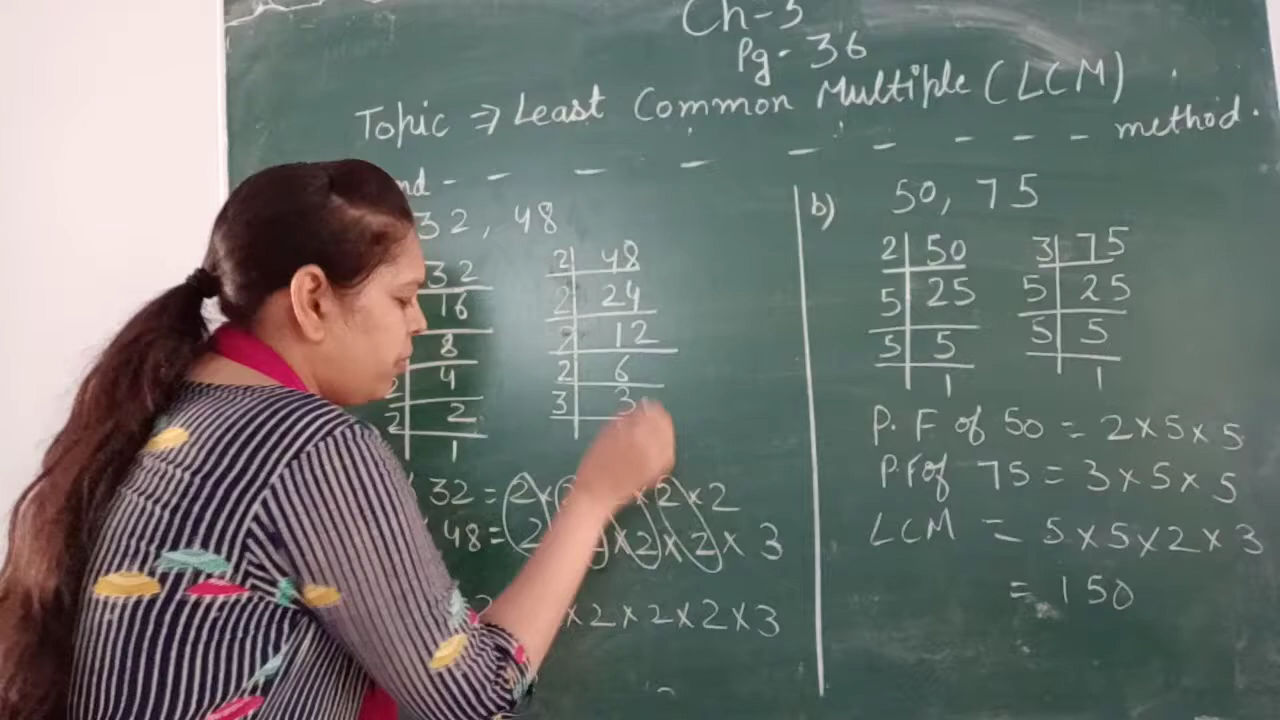 Ch-3
Pg-36
Topic ⇒ Least Common Multiple (LCM)
nd - - - - - - - - - method.
32, 48
32
16
8
4
2 2
1
2 48
2 24
2 12
2 6
3 3
32 = 2 × 2 × 2 × 2
48 = 2 × 2 × 2 × 3
2 × 2 × 2 × 2 × 3
b) 50, 75
2 50
5 25
5 5
1
3 75
5 25
5 5
1
P.F of 50 = 2×5×5
P.F of 75 = 3×5×5
LCM = 5×5×2×3
= 150